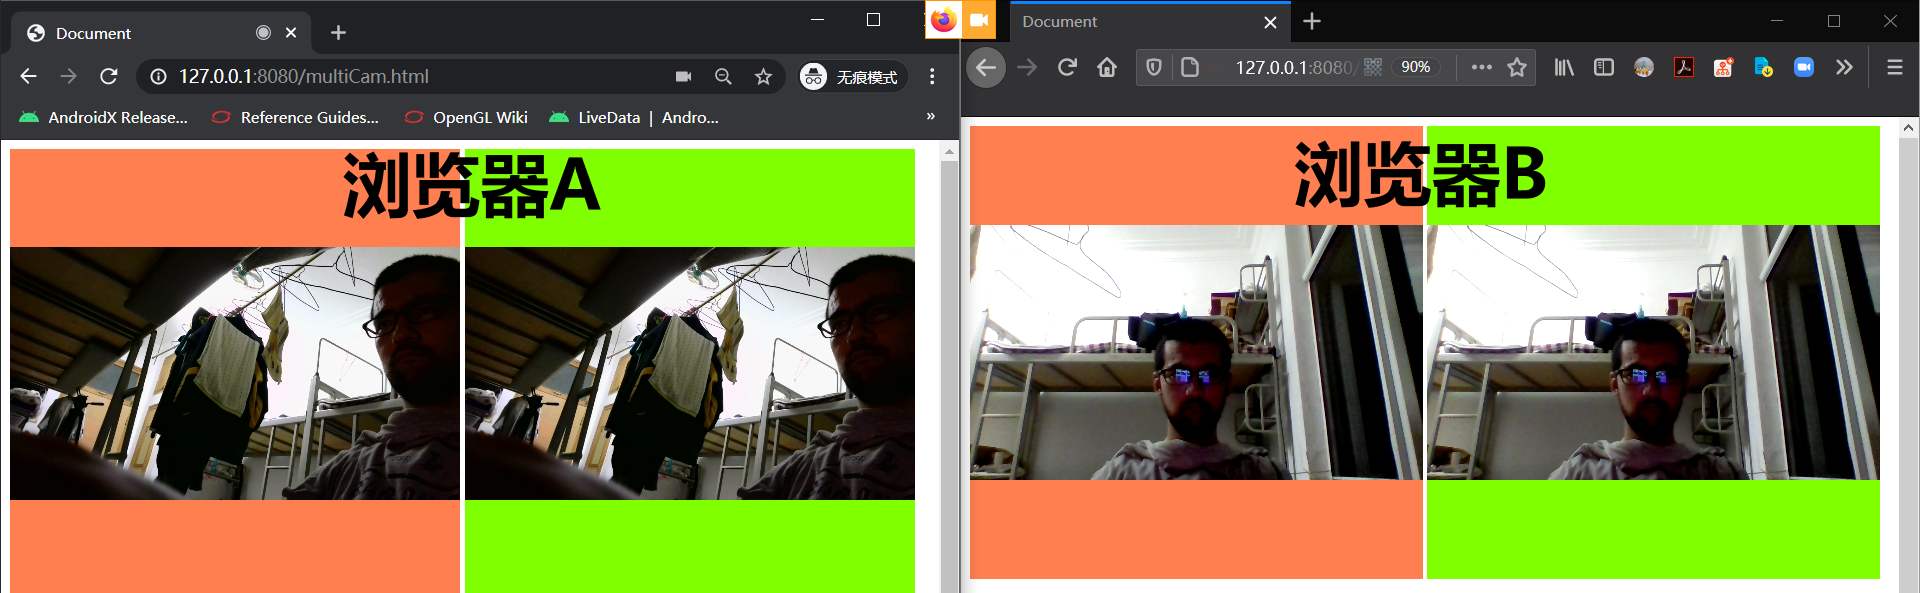 Document
127.0.0.1:8080/multiCam.html
无痕模式
AndroidX Release...
Reference Guides...
OpenGL Wiki
LiveData | Andro...
»
浏览器A
Document
127.0.0.1:8080/
90%
浏览器B